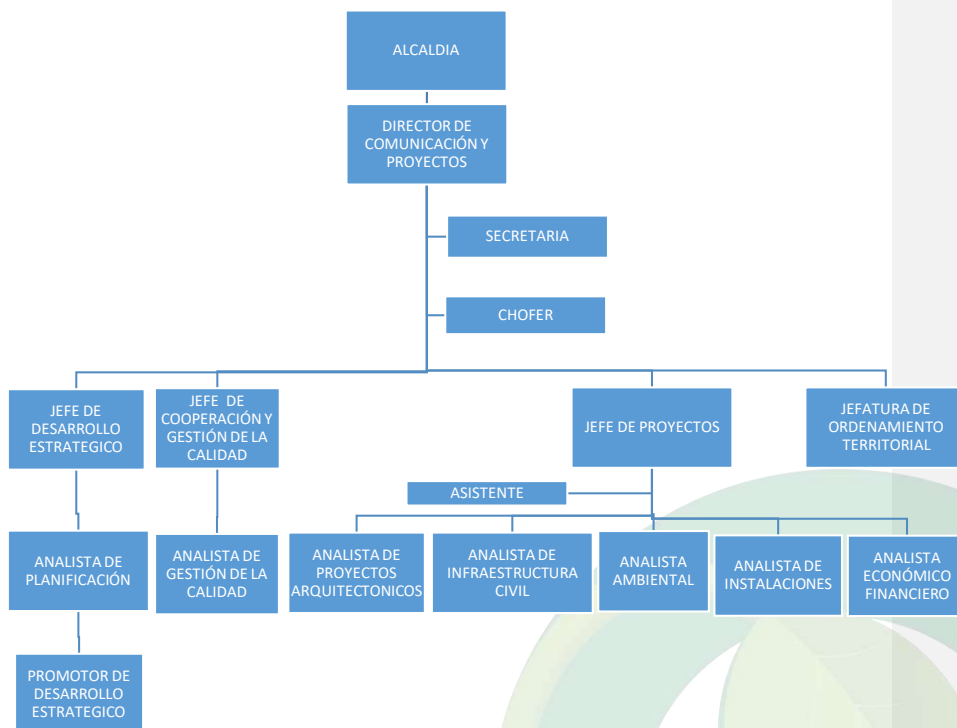 ALCALDIA
DIRECTOR DE
COMUNICACIÓN Y
PROYECTOS
SECRETARIA
CHOFER
JEFE DE
DESARROLLO
ESTRATEGICO
JEFE DE
COOPERACIÓN Y
GESTIÓN DE LA
CALIDAD
JEFE DE PROYECTOS
JEFATURA DE
ORDENAMIENTO
TERRITORIAL
ASISTENTE
ANALISTA DE
PLANIFICACIÓN
ANALISTA DE
GESTIÓN DE LA
CALIDAD
ANALISTA DE
PROYECTOS
ARQUITECTONICOS
ANALISTA DE
INFRAESTRUCTURA
CIVIL
ANALISTA
AMBIENTAL
ANALISTA DE
INSTALACIONES
ANALISTA
ECONÓMICO
FINANCIERO
PROMOTOR DE
DESARROLLO
ESTRATEGICO